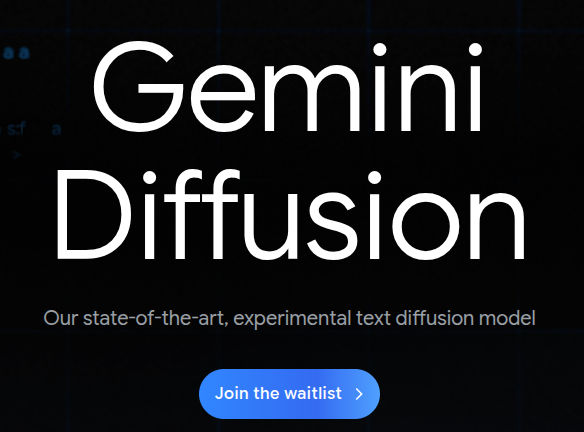 Gemini
Diffusion
Our state-of-the-art, experimental text diffusion model
Join the waitlist >